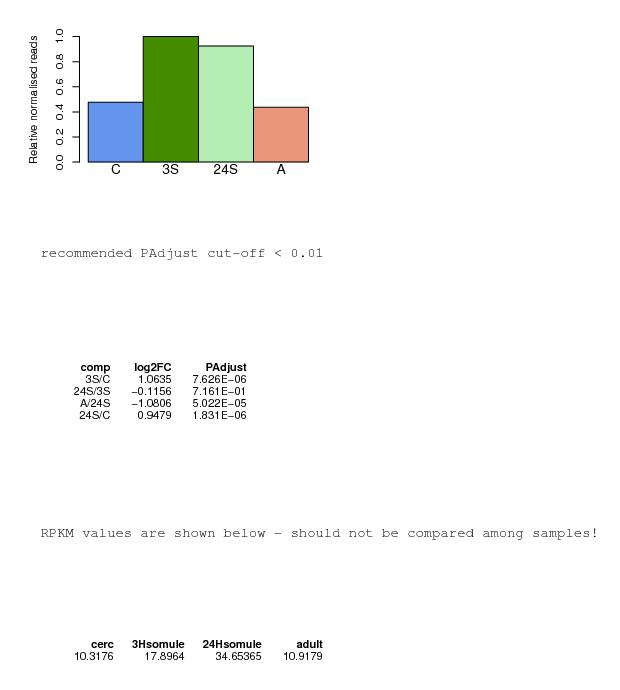 Relative normalised reads
1.0
0.8
0.6
0.4
0.2
0.0
C 3S 24S A
recommended PAdjust cut-off < 0.01
comp log2FC PAdjust
3S/C 1.0635 7.626E−06
24S/3S −0.1156 7.161E−01
A/24S −1.0806 5.022E−05
24S/C 0.9479 1.831E−06
RPKM values are shown below - should not be compared among samples!
cerc 3Hsomule 24Hsomule adult
10.3176 17.8964 34.65365 10.9179